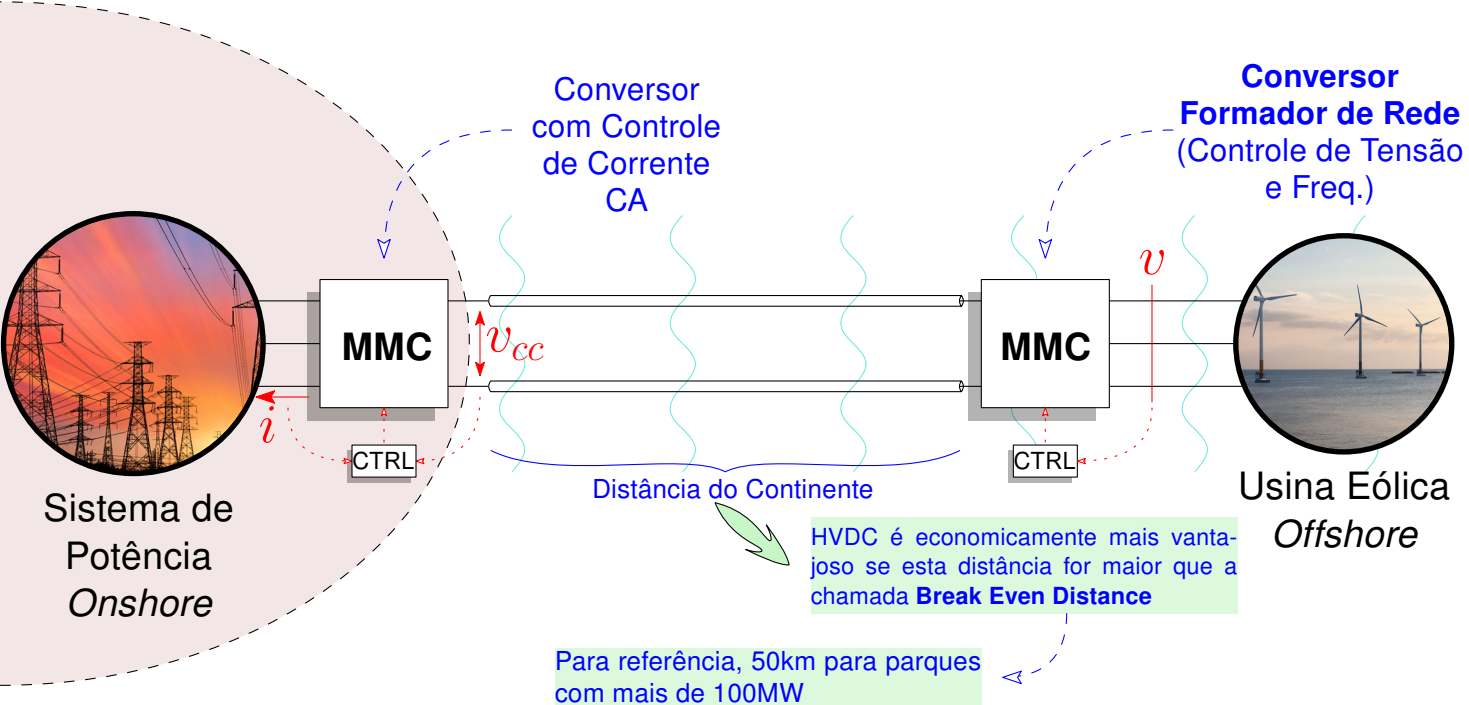 Conversor
com Controle
de Corrente
CA
Conversor
Formador de Rede
(Controle de Tensão
e Freq.)
v
MMC
v_{cc}
MMC
i
CTRL
CTRL
Distância do Continente
Sistema de
Potência
Onshore
Usina Eólica
Offshore
HVDC é economicamente mais vanta-
joso se esta distância for maior que a
chamada Break Even Distance
Para referência, 50km para parques
com mais de 100MW